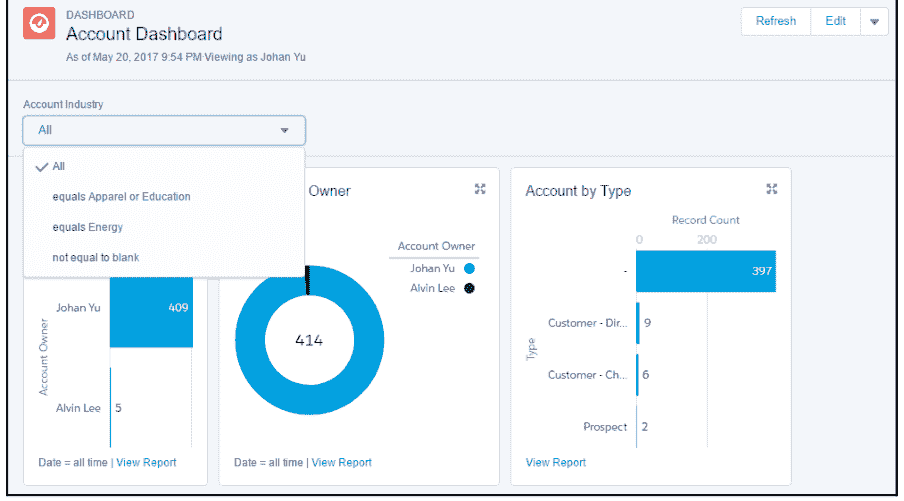 DASHBOARD
Account Dashboard
As of May 20, 2017 9:54 PM·Viewing as Johan Yu
Refresh
Edit
Account Industry
All
All
equals Apparel or Education
equals Energy
not equal to blank
Owner
Account by Type
Account Owner
Johan Yu
Alvin Lee
414
Record Count
0 200
- 397
Customer - Dir... 9
Customer - Ch... 6
Prospect 2
Type
Account Owner
Johan Yu 409
Alvin Lee 5
Date = all time | View Report
Date = all time | View Report
View Report